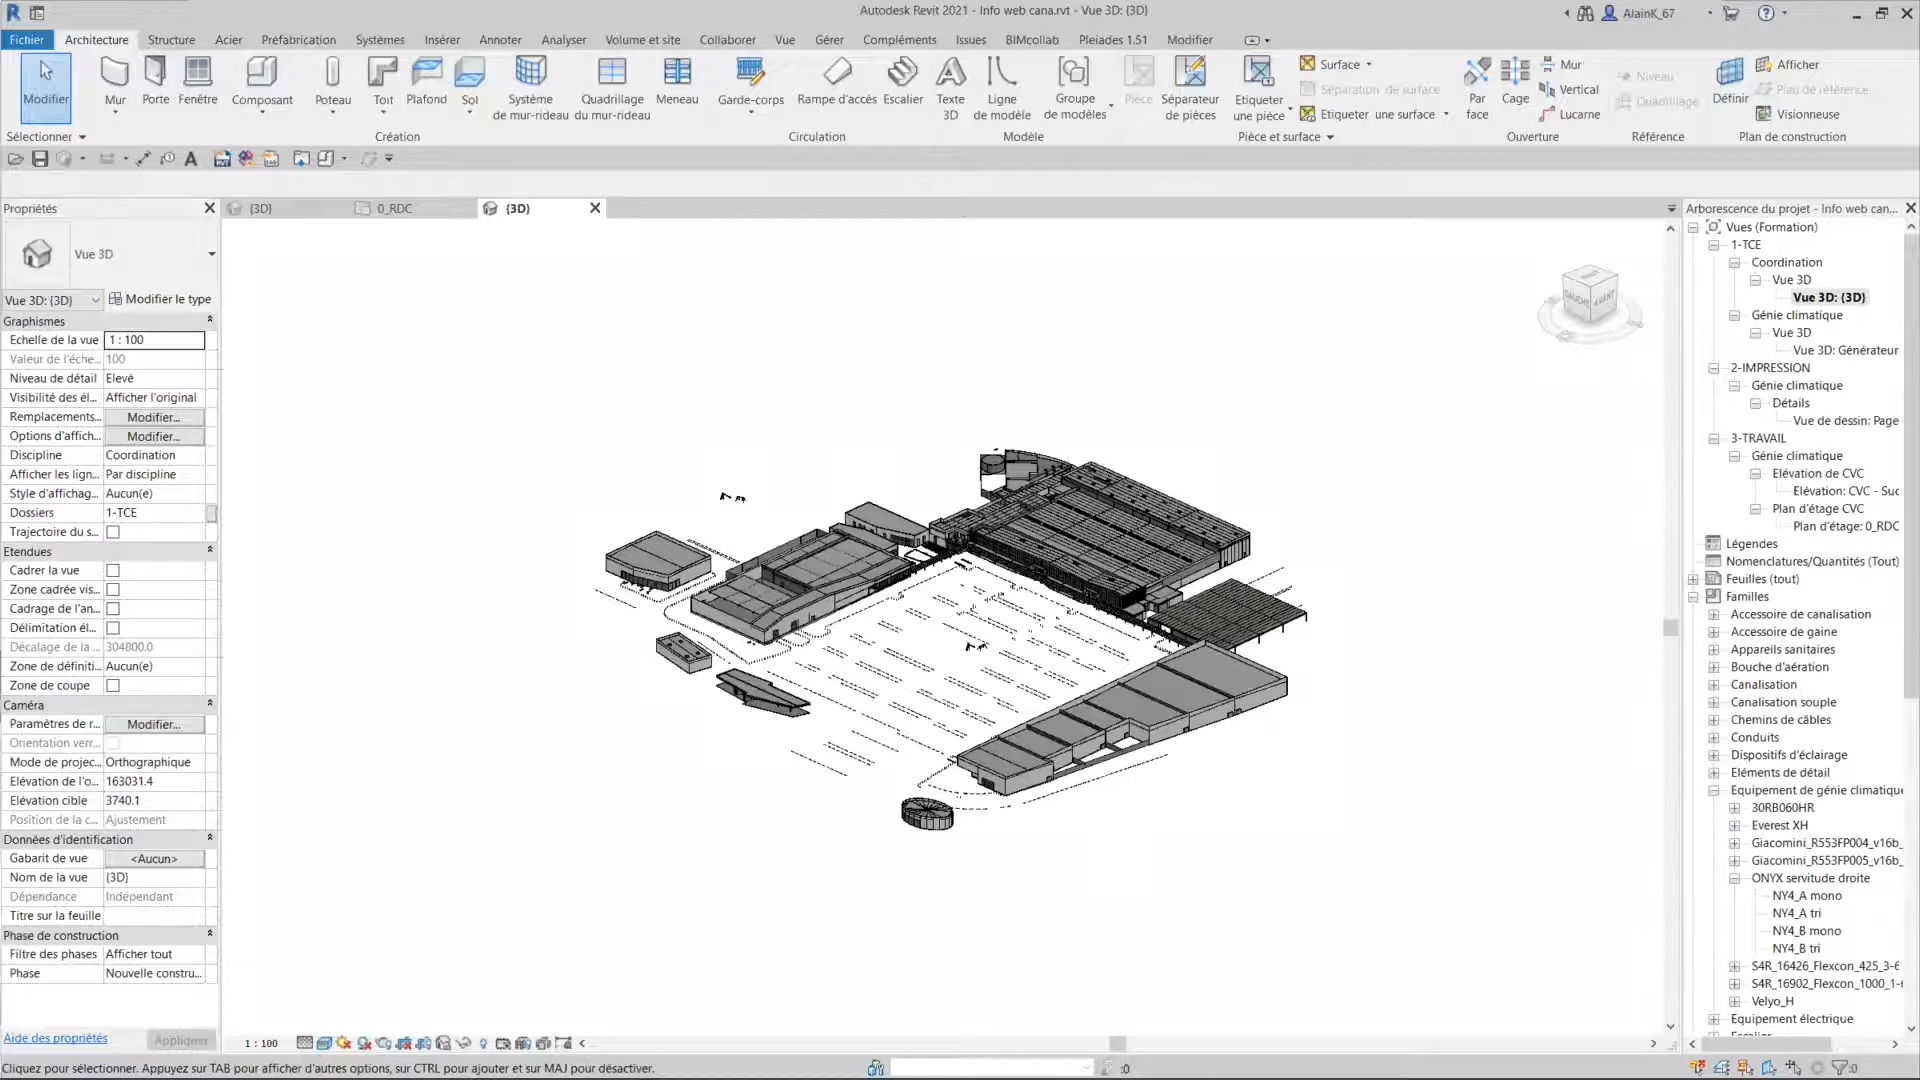 Autodesk Revit 2021 - Info web cana.rvt - Vue 3D: {3D}
AlainK_67
Fichier Architecture Structure Acier Préfabrication Systèmes Insérer Annoter Analyser Volume et site Collaborer Vue Gérer Compléments Issues BIMcollab Pleiades 1.51 Modifier
Modifier Mur Porte Fenêtre Composant Poteau Toit Plafond Sol Système de mur-rideau Quadrillage du mur-rideau Meneau Garde-corps Rampe d'accès Escalier Texte 3D Ligne de modèle Groupe de modèles Pièce Séparateur de pièces Etiqueter une pièce
Surface
Séparation de surface
Etiqueter une surface
Par face Cage
Mur
Vertical
Lucarne
Niveau
Quadrillage
Définir
Afficher
Plan de référence
Visionneuse
Sélectionner Création Circulation Modèle Pièce et surface Ouverture Référence Plan de construction
Propriétés
{3D} 0_RDC {3D}
Vue 3D
Vue 3D: {3D} Modifier le type
Graphismes
Echelle de la vue 1 : 100
Valeur de l'éche... 100
Niveau de détail Elevé
Visibilité des él... Afficher l'original
Remplacements... Modifier...
Options d'affich... Modifier...
Discipline Coordination
Afficher les lign... Par discipline
Style d'affichag... Aucun(e)
Dossiers 1-TCE
Trajectoire du s...
Etendues
Cadrer la vue
Zone cadrée vis...
Cadrage de l'an...
Délimitation él...
Décalage de la ... 304800.0
Zone de définiti... Aucun(e)
Zone de coupe
Caméra
Paramètres de r... Modifier...
Orientation verr...
Mode de projec... Orthographique
Elévation de l'o... 163031.4
Elévation cible 3740.1
Position de la c... Ajustement
Données d'identification
Gabarit de vue <Aucun>
Nom de la vue {3D}
Dépendance Indépendant
Titre sur la feuille
Phase de construction
Filtre des phases Afficher tout
Phase Nouvelle constru...
Aide des propriétés Appliquer
GAUCHE AVANT
Arborescence du projet - Info web can...
Vues (Formation)
1-TCE
Coordination
Vue 3D
Vue 3D: {3D}
Génie climatique
Vue 3D
Vue 3D: Générateur
2-IMPRESSION
Génie climatique
Détails
Vue de dessin: Page
3-TRAVAIL
Génie climatique
Elévation de CVC
Elévation: CVC - Suc
Plan d'étage CVC
Plan d'étage: 0_RDC
Légendes
Nomenclatures/Quantités (Tout)
Feuilles (tout)
Familles
Accessoire de canalisation
Accessoire de gaine
Appareils sanitaires
Bouche d'aération
Canalisation
Canalisation souple
Chemins de câbles
Conduits
Dispositifs d'éclairage
Eléments de détail
Equipement de génie climatique
30RB060HR
Everest XH
Giacomini_R553FP004_v16b_
Giacomini_R553FP005_v16b_
ONYX servitude droite
NY4_A mono
NY4_A tri
NY4_B mono
NY4_B tri
S4R_16426_Flexcon_425_3-6
S4R_16902_Flexcon_1000_1-6
Velyo_H
Equipement électrique
1 : 100
Cliquez pour sélectionner. Appuyez sur TAB pour afficher d'autres options, sur CTRL pour ajouter et sur MAJ pour désactiver.
:0
:0